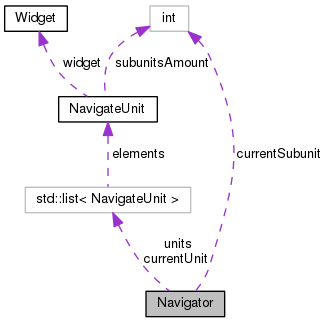 Widget
int
widget
subunitsAmount
NavigateUnit
elements
currentSubunit
std::list< NavigateUnit >
units
currentUnit
Navigator